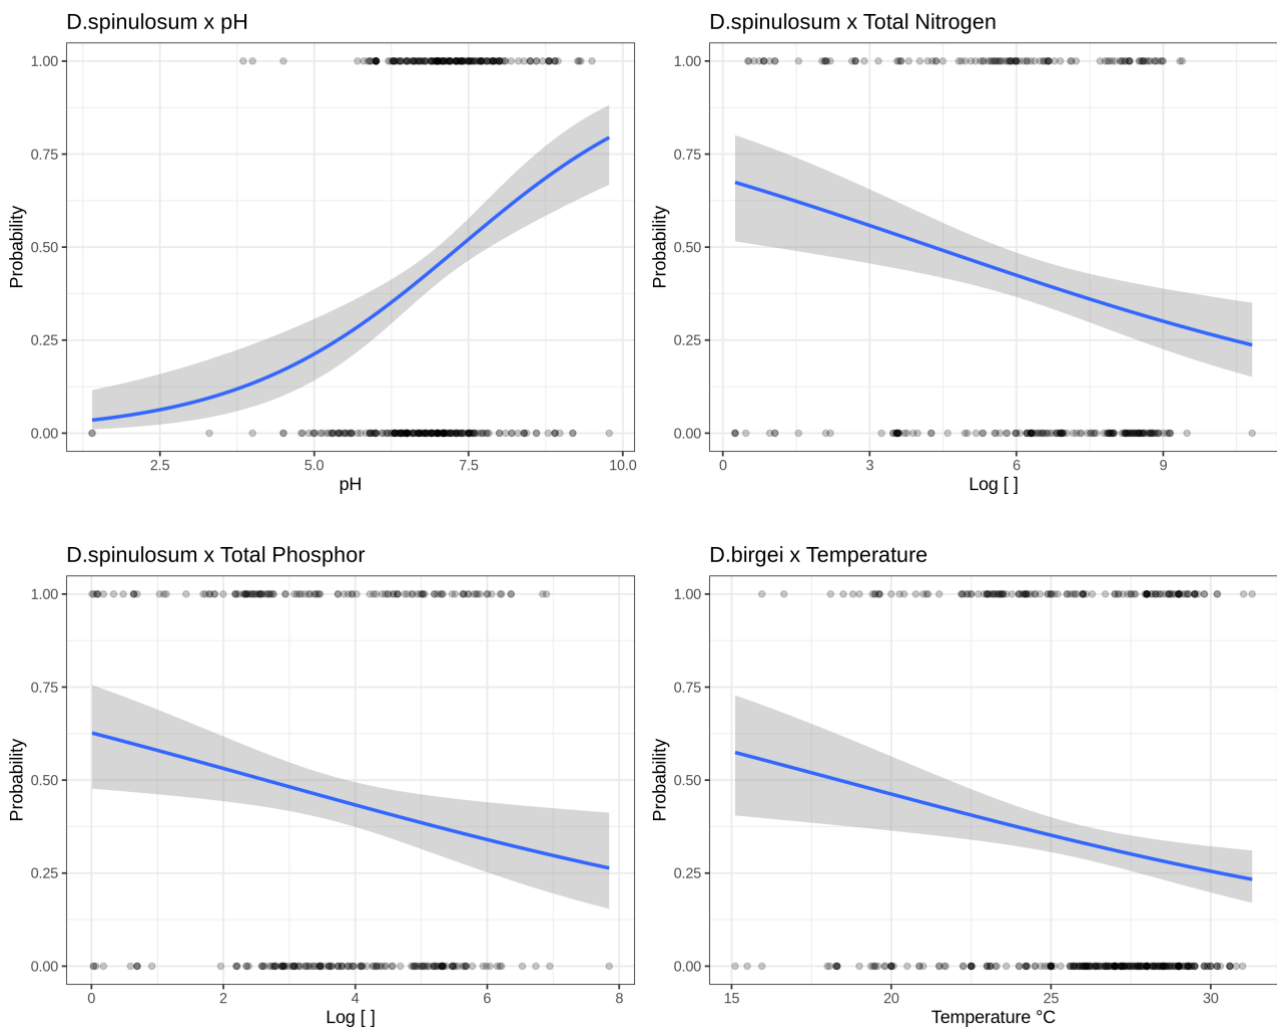 D.spinulosum x pH
1.00
0.75
0.50
0.25
0.00
Probability
2.5 5.0 7.5 10.0
pH
D.spinulosum x Total Nitrogen
1.00
0.75
0.50
0.25
0.00
Probability
0 3 6 9
Log [ ]
D.spinulosum x Total Phosphor
1.00
0.75
0.50
0.25
0.00
Probability
0 2 4 6 8
Log [ ]
D.birgei x Temperature
1.00
0.75
0.50
0.25
0.00
Probability
15 20 25 30
Temperature °C